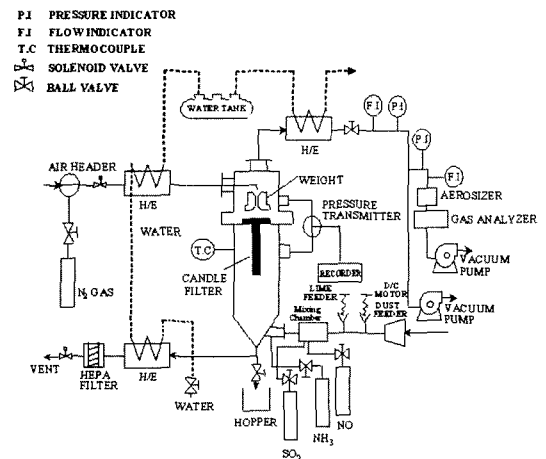 P.I PRESSURE INDICATOR
F.I FLOW INDICATOR
T.C THERMOCOUPLE
SOLENOID VALVE
BALL VALVE
WATER TANK
H/E
F.I
P.I
P.I
F.I
AIR HEADER
H/E
WEIGHT
PRESSURE
TRANSMITTER
AEROSIZER
GAS ANALYZER
WATER
T.C
CANDLE
FILTER
RECORDER
VACUUM
PUMP
N2 GAS
LIME
FEEDER
D/C
MOTOR
DUST
FEEDER
Mixing
Chamber
VACUUM
PUMP
VENT
HEPA
FILTER
H/E
WATER
HOPPER
SO2
NH3
NO